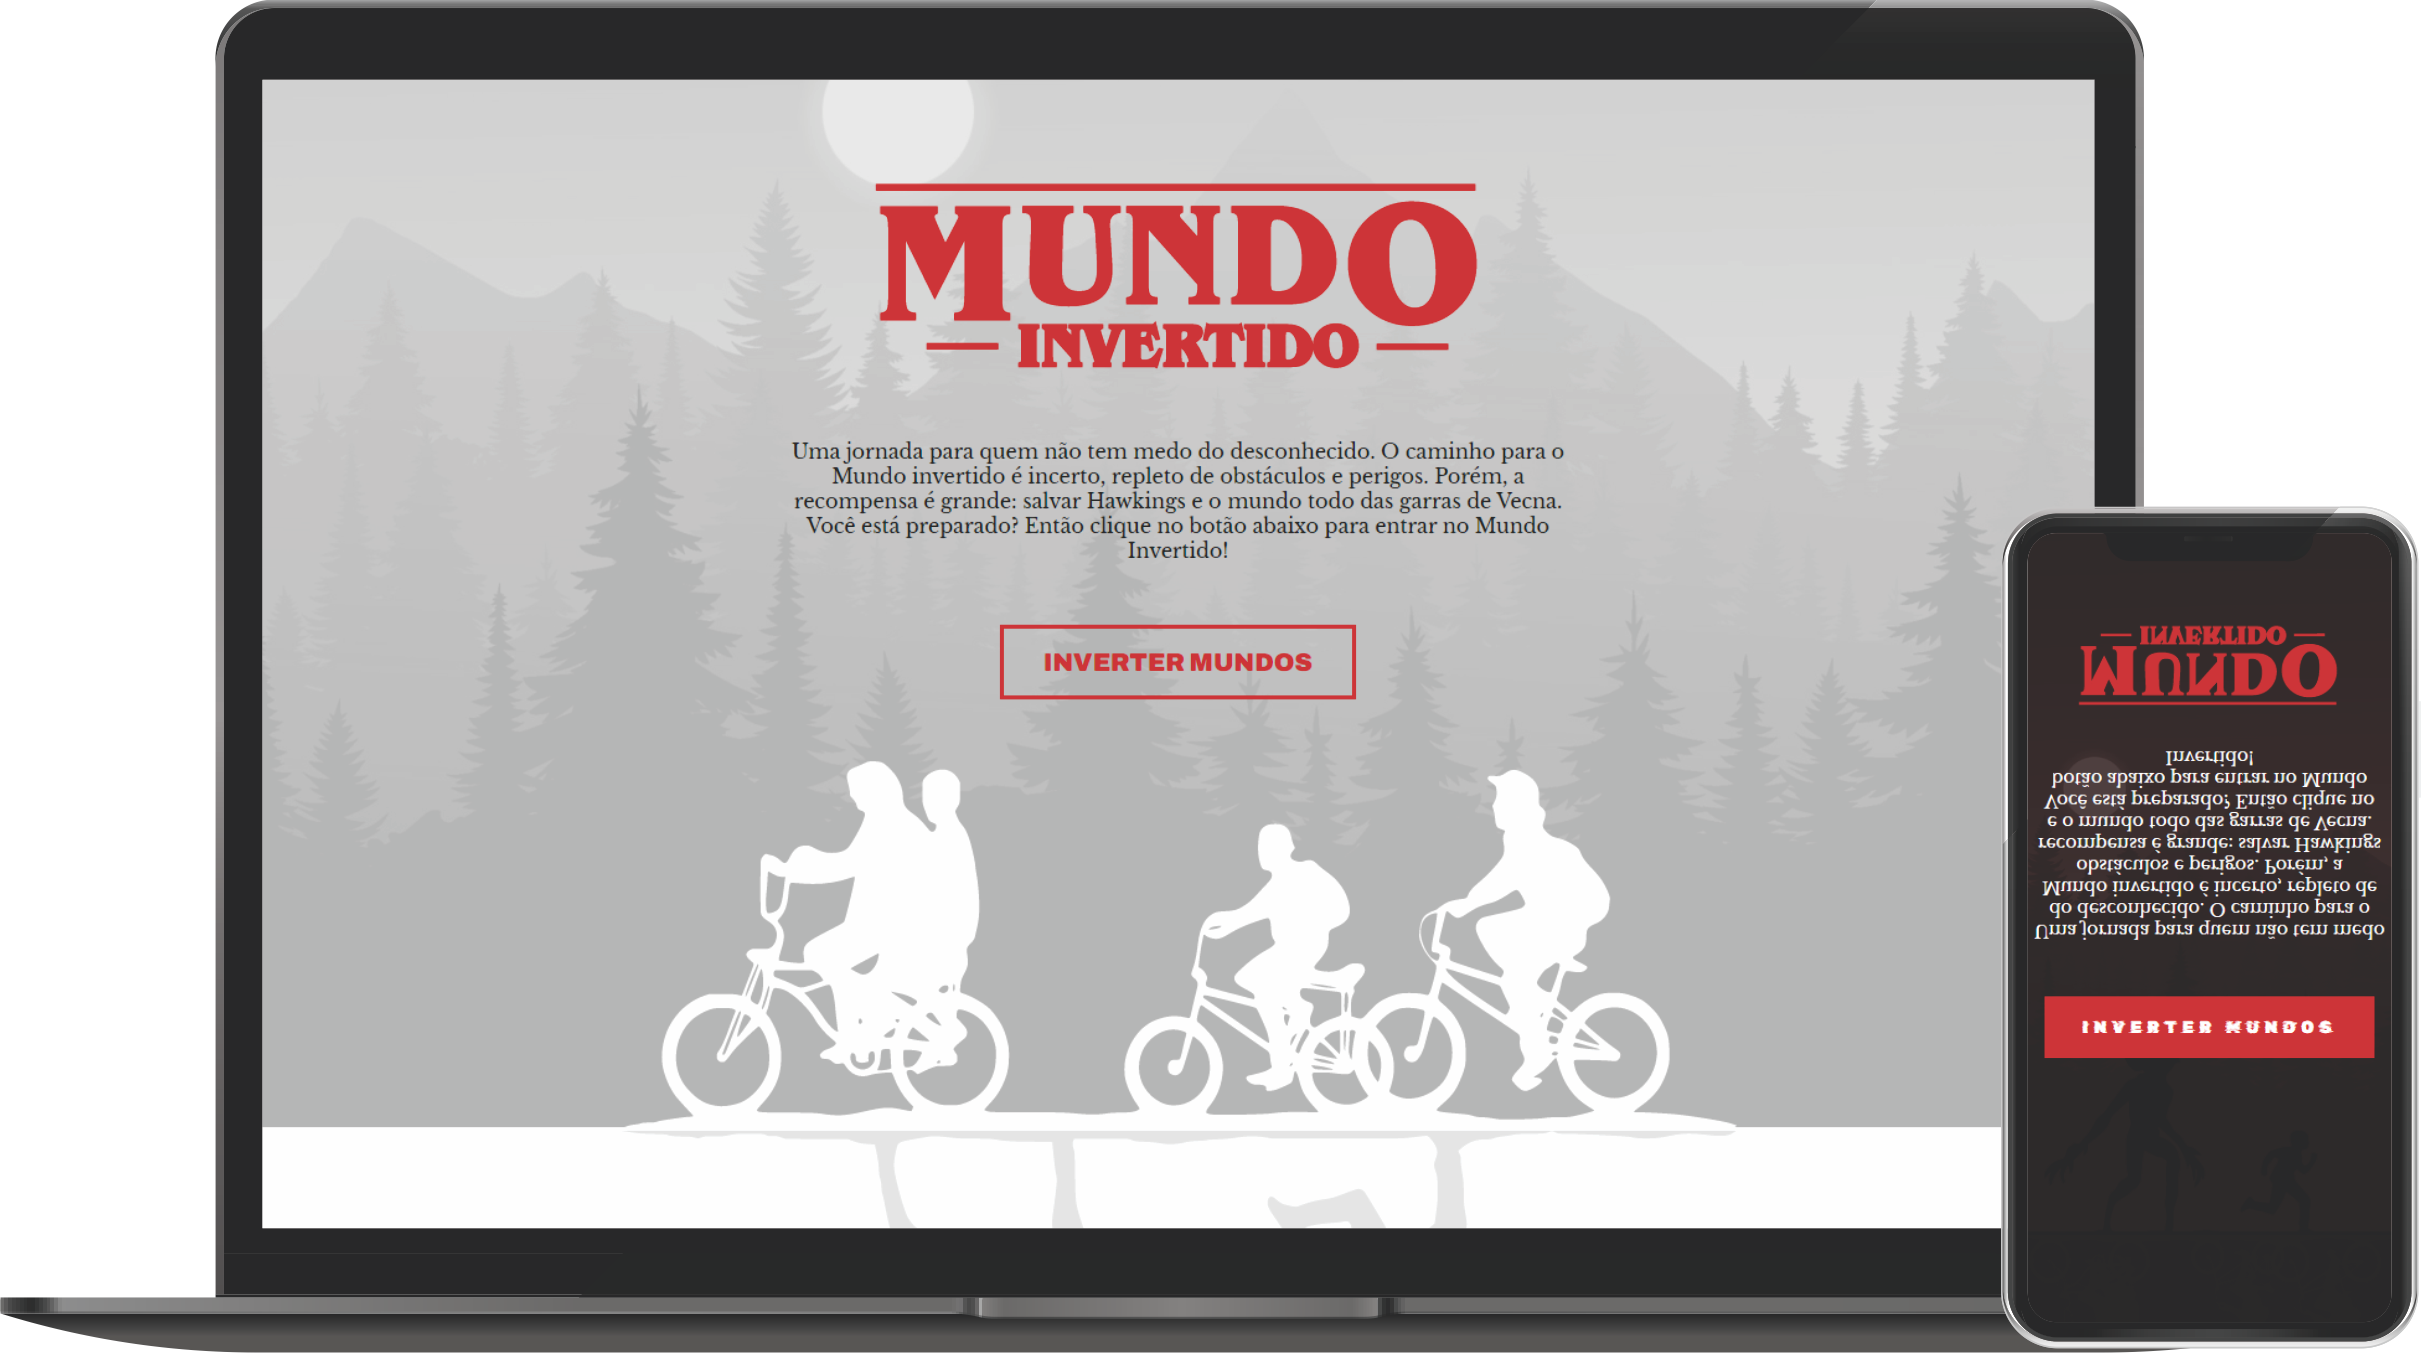 MUNDO
INVERTIDO
Uma jornada para quem não tem medo do desconhecido. O caminho para o
Mundo invertido é incerto, repleto de obstáculos e perigos. Porém, a
recompensa é grande: salvar Hawkings e o mundo todo das garras de Vecna.
Você está preparado? Então clique no botão abaixo para entrar no Mundo
Invertido!
INVERTER MUNDOS
MUNDO
INVERTIDO
Uma jornada para quem não tem medo
do desconhecido. O caminho para o
Mundo invertido é incerto, repleto de
obstáculos e perigos. Porém, a
recompensa é grande: salvar Hawkings
e o mundo todo das garras de Vecna.
Você está preparado? Então clique no
botão abaixo para entrar no Mundo
Invertido!
INVERTER MUNDOS